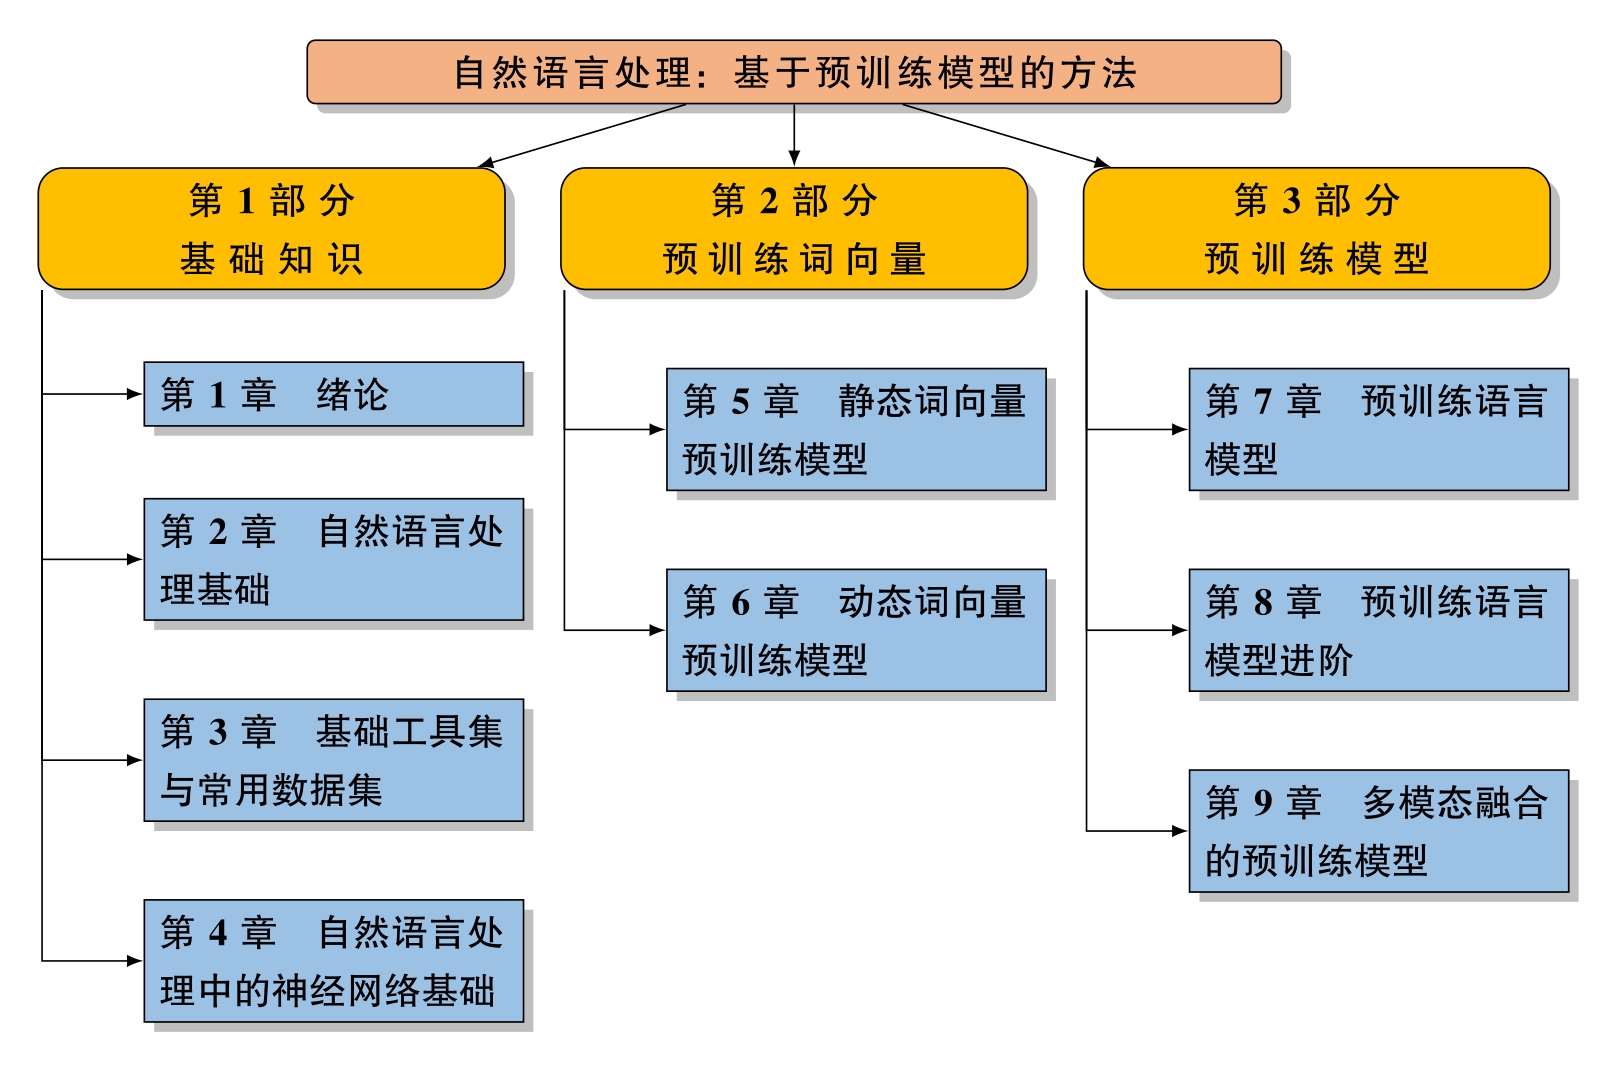 自然语言处理：基于预训练模型的方法
第 1 部分
基础知识
第 1 章　绪论
第 2 章　自然语言处
理基础
第 3 章　基础工具集
与常用数据集
第 4 章　自然语言处
理中的神经网络基础
第 2 部分
预训练词向量
第 5 章　静态词向量
预训练模型
第 6 章　动态词向量
预训练模型
第 3 部分
预训练模型
第 7 章　预训练语言
模型
第 8 章　预训练语言
模型进阶
第 9 章　多模态融合
的预训练模型